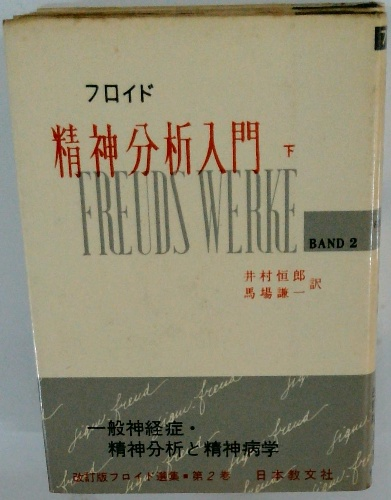 フロイド
精神分析入門 下
FREUDS WERKE
BAND 2
井村恒郎
馬場謙一 訳
一般神経症・
精神分析と精神病学
改訂版フロイド選集・第2巻 日本教文社